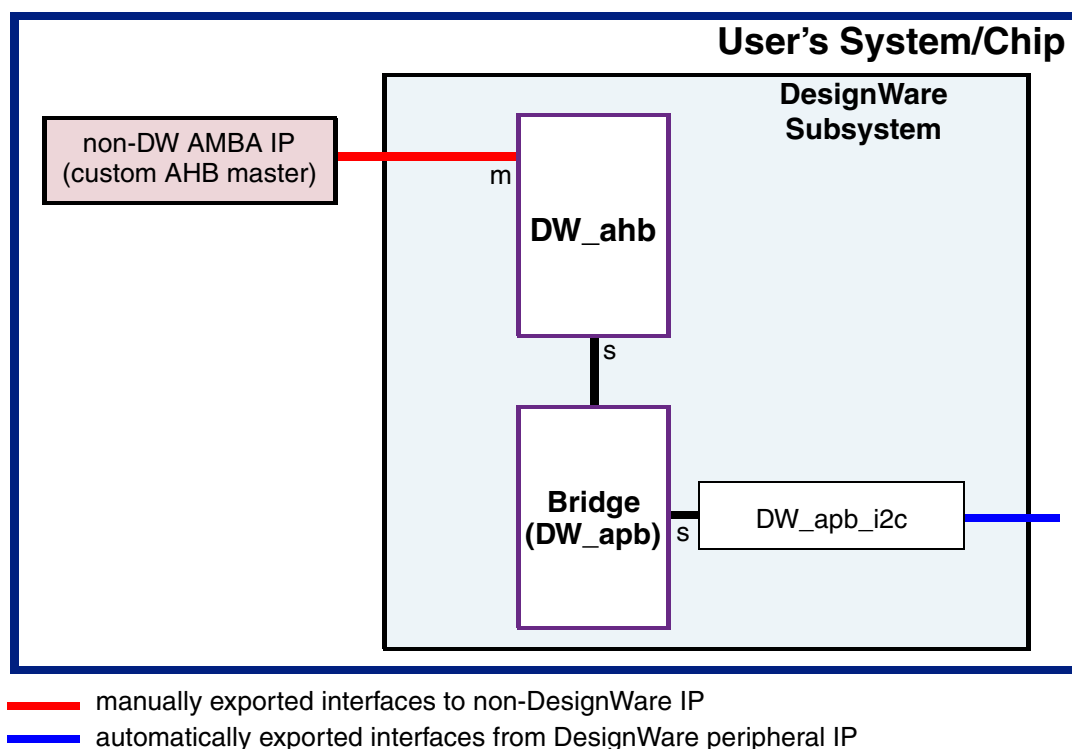 User's System/Chip
DesignWare
Subsystem
non-DW AMBA IP
(custom AHB master)
m
DW_ahb
s
Bridge
(DW_apb)
s
DW_apb_i2c
manually exported interfaces to non-DesignWare IP
automatically exported interfaces from DesignWare peripheral IP